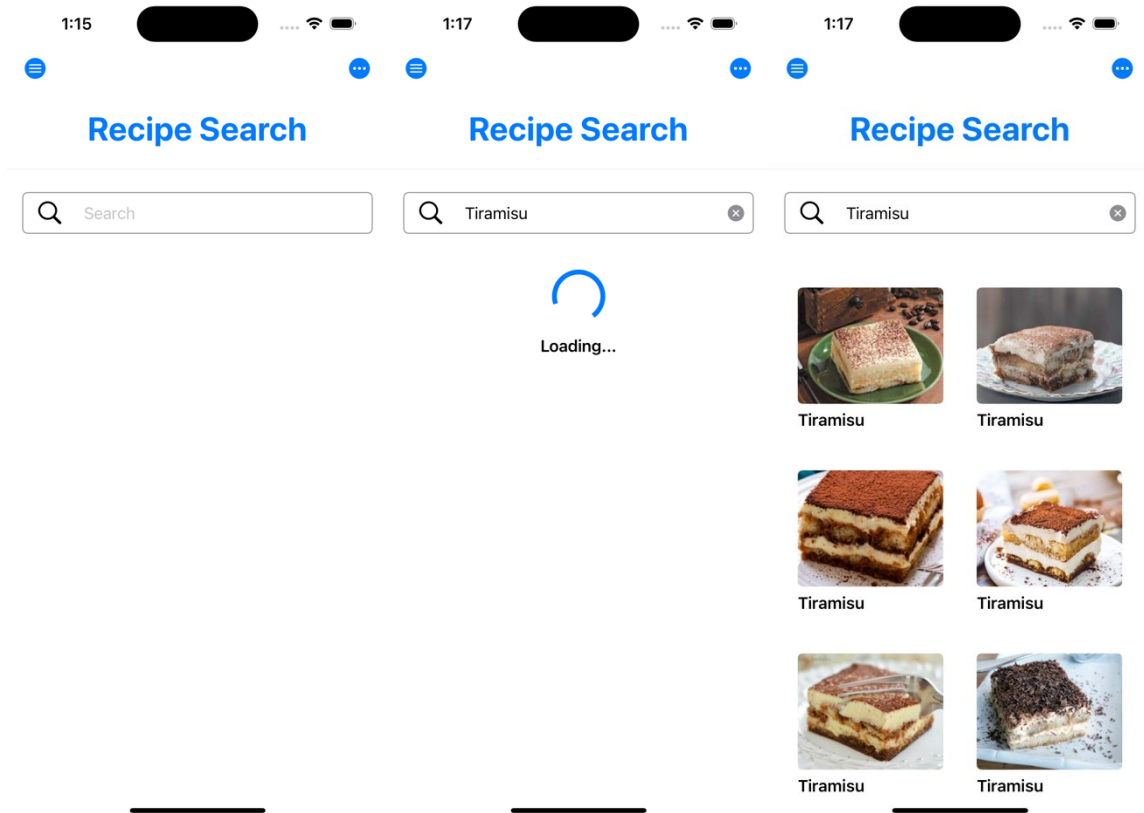 1:15
Recipe Search
Search
1:17
Recipe Search
Tiramisu
Loading...
1:17
Recipe Search
Tiramisu
Tiramisu
Tiramisu
Tiramisu
Tiramisu
Tiramisu
Tiramisu